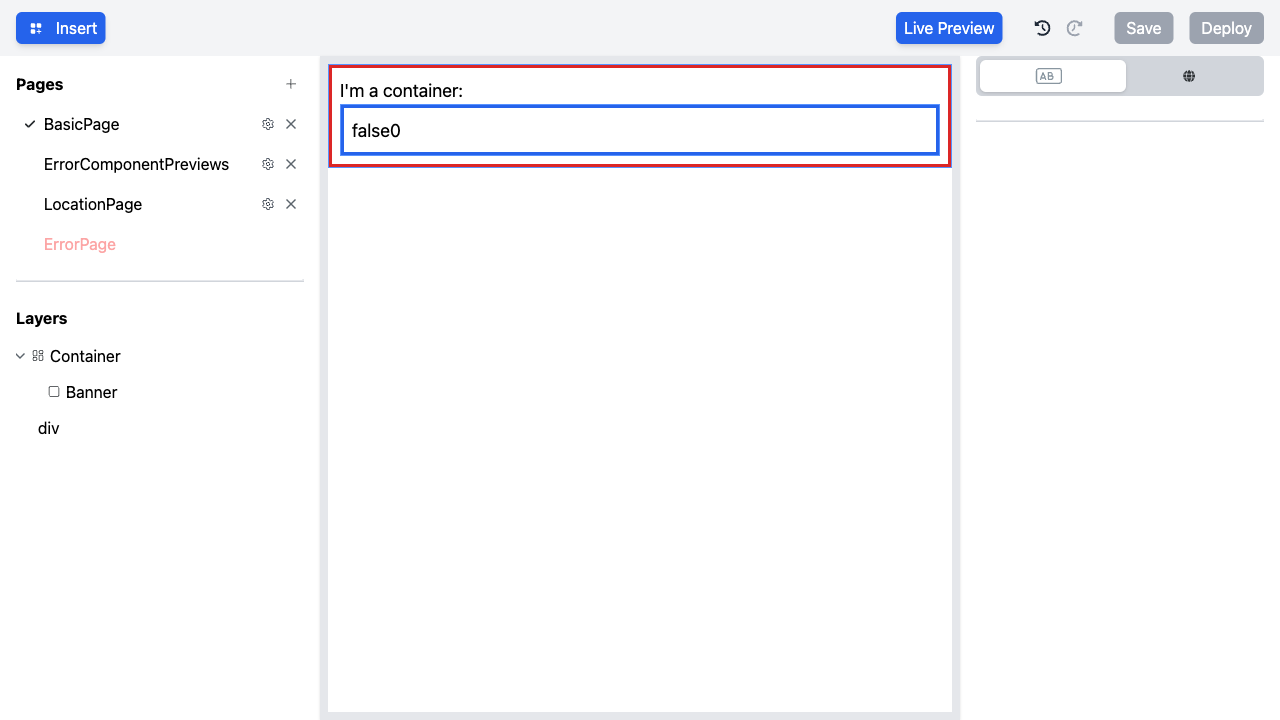 Insert
Live Preview
Save
Deploy
Pages
BasicPage
ErrorComponentPreviews
LocationPage
ErrorPage
Layers
Container
Banner
div
I'm a container:
false0
AB